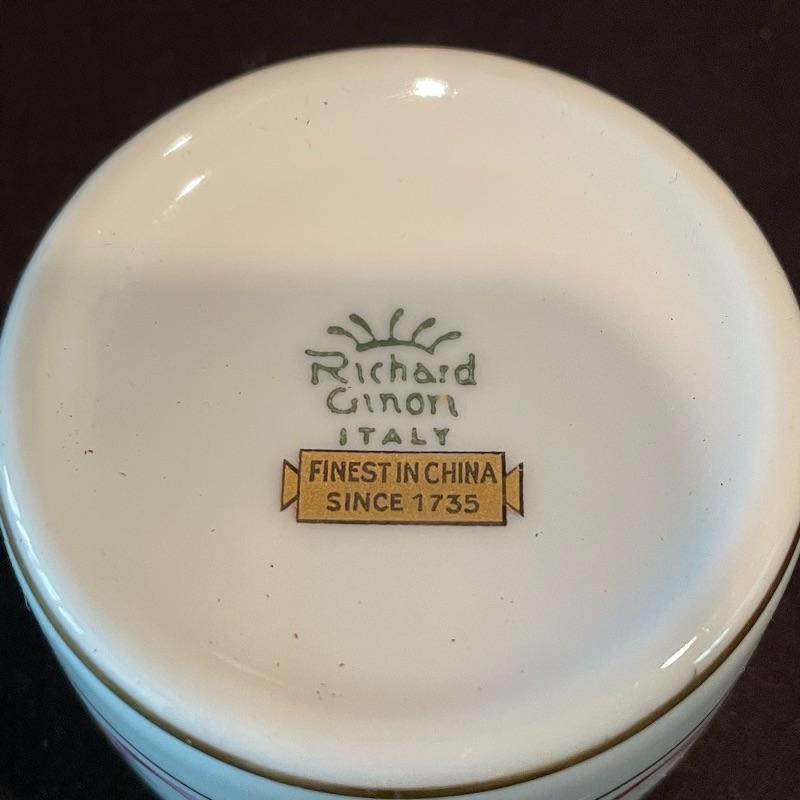 Richard
Ginori
ITALY
FINEST IN CHINA
SINCE 1735